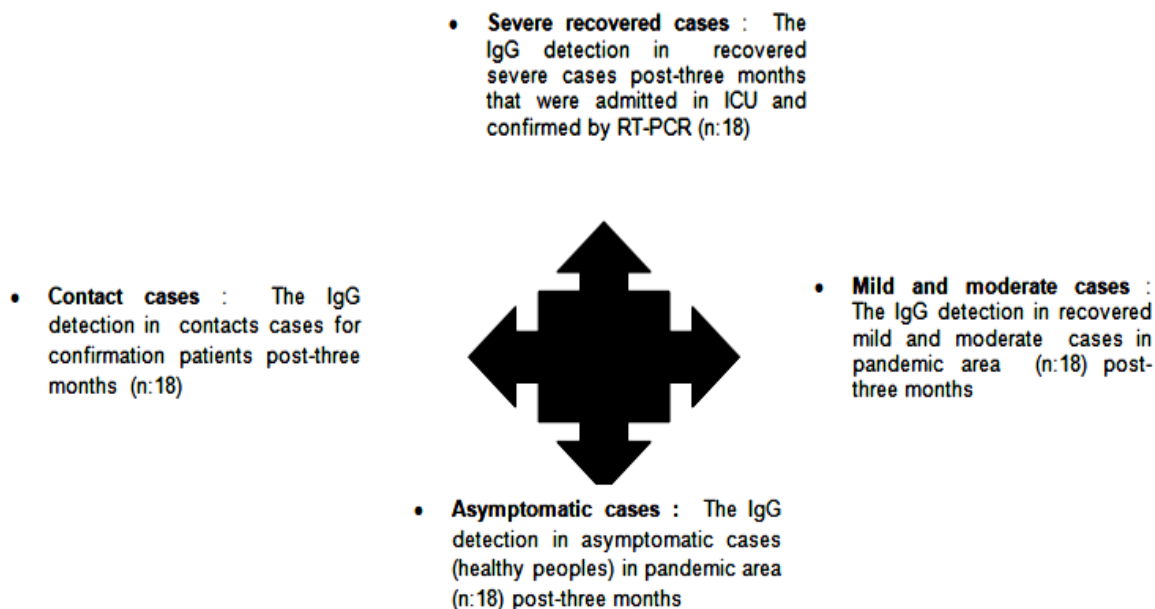 • Severe recovered cases : The
IgG detection in recovered
severe cases post-three months
that were admitted in ICU and
confirmed by RT-PCR (n:18)
• Contact cases : The IgG
detection in contacts cases for
confirmation patients post-three
months (n:18)
• Mild and moderate cases :
The IgG detection in recovered
mild and moderate cases in
pandemic area (n:18) post-
three months
• Asymptomatic cases : The IgG
detection in asymptomatic cases
(healthy peoples) in pandemic area
(n:18) post-three months